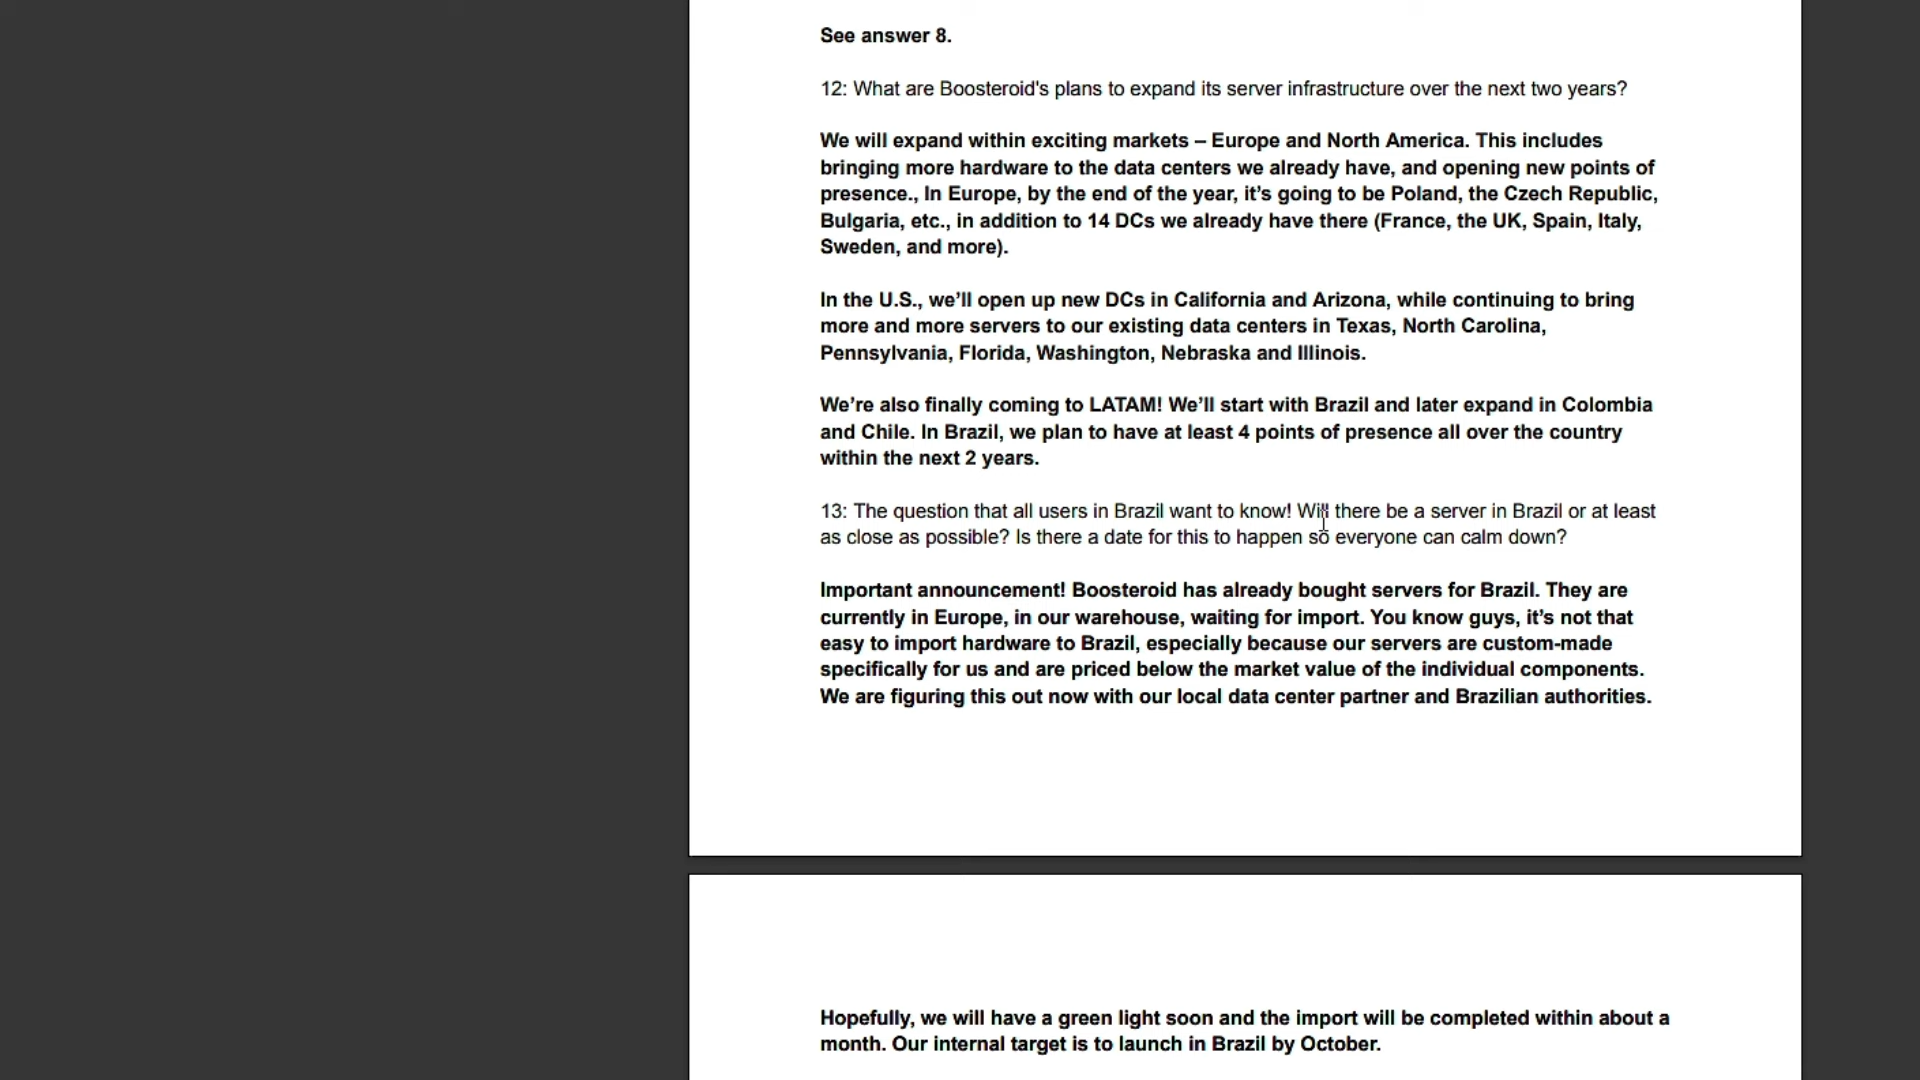 See answer 8.
12: What are Boosteroid's plans to expand its server infrastructure over the next two years?
We will expand within exciting markets – Europe and North America. This includes
bringing more hardware to the data centers we already have, and opening new points of
presence., In Europe, by the end of the year, it’s going to be Poland, the Czech Republic,
Bulgaria, etc., in addition to 14 DCs we already have there (France, the UK, Spain, Italy,
Sweden, and more).
In the U.S., we’ll open up new DCs in California and Arizona, while continuing to bring
more and more servers to our existing data centers in Texas, North Carolina,
Pennsylvania, Florida, Washington, Nebraska and Illinois.
We’re also finally coming to LATAM! We’ll start with Brazil and later expand in Colombia
and Chile. In Brazil, we plan to have at least 4 points of presence all over the country
within the next 2 years.
13: The question that all users in Brazil want to know! Will there be a server in Brazil or at least
as close as possible? Is there a date for this to happen so everyone can calm down?
Important announcement! Boosteroid has already bought servers for Brazil. They are
currently in Europe, in our warehouse, waiting for import. You know guys, it’s not that
easy to import hardware to Brazil, especially because our servers are custom-made
specifically for us and are priced below the market value of the individual components.
We are figuring this out now with our local data center partner and Brazilian authorities.
Hopefully, we will have a green light soon and the import will be completed within about a
month. Our internal target is to launch in Brazil by October.